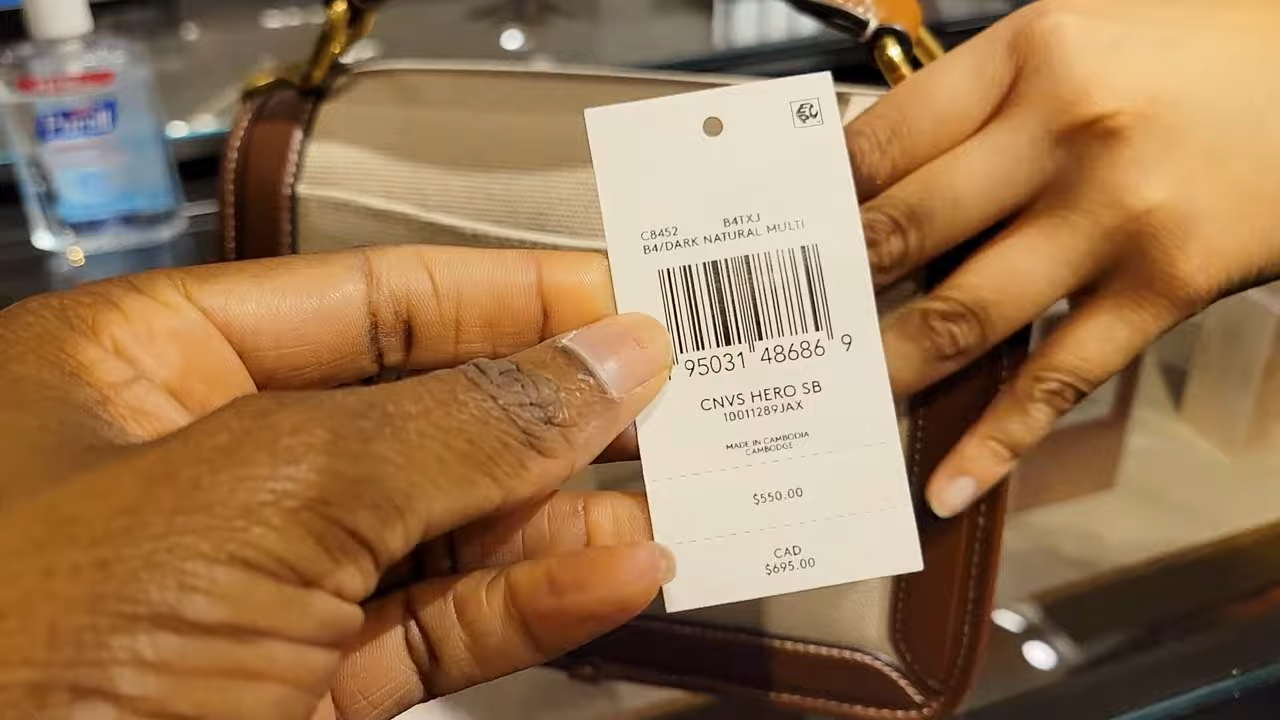 Purell
C8452 B4TXJ
B4/DARK NATURAL MULTI
95031 48686 9
CNVS HERO SB
1D011289JAX
MADE IN CAMBODIA
CAMBODGE
$550.00
CAD
$695.00